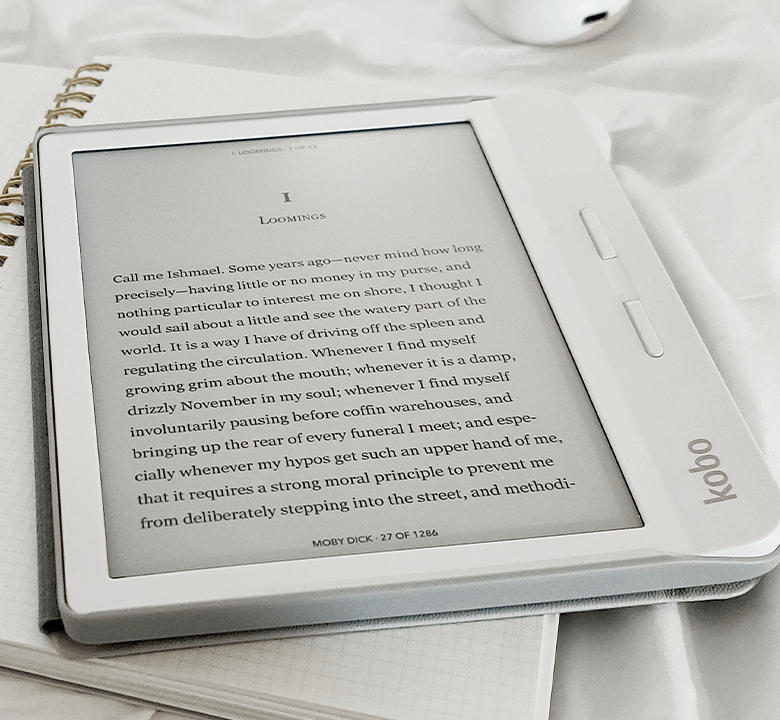 I. LOOMINGS · 1 OF 13
I
Loomings
Call me Ishmael. Some years ago—never mind how long
precisely—having little or no money in my purse, and
nothing particular to interest me on shore, I thought I
would sail about a little and see the watery part of the
world. It is a way I have of driving off the spleen and
regulating the circulation. Whenever I find myself
growing grim about the mouth; whenever it is a damp,
drizzly November in my soul; whenever I find myself
involuntarily pausing before coffin warehouses, and
bringing up the rear of every funeral I meet; and espe-
cially whenever my hypos get such an upper hand of me,
that it requires a strong moral principle to prevent me
from deliberately stepping into the street, and methodi-
MOBY DICK · 27 OF 1286
kobo